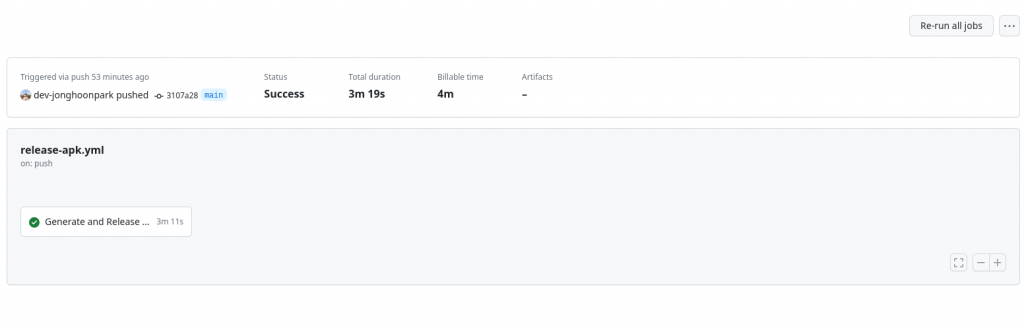 Re-run all jobs ...
Triggered via push 53 minutes ago
dev-jonghoonpark pushed 3107a28 main
Status
Success
Total duration
3m 19s
Billable time
4m
Artifacts
–
release-apk.yml
on: push
Generate and Release ... 3m 11s